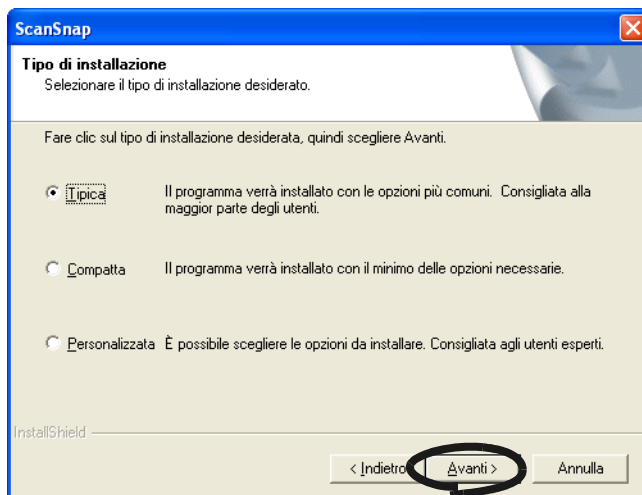 ScanSnap
Tipo di installazione
Selezionare il tipo di installazione desiderato.
Fare clic sul tipo di installazione desiderata, quindi scegliere Avanti.
Tipica
Il programma verrà installato con le opzioni più comuni. Consigliata alla
maggior parte degli utenti.
Compatta
Il programma verrà installato con il minimo delle opzioni necessarie.
Personalizzata
È possibile scegliere le opzioni da installare. Consigliata agli utenti esperti.
InstallShield
< Indietro
Avanti >
Annulla